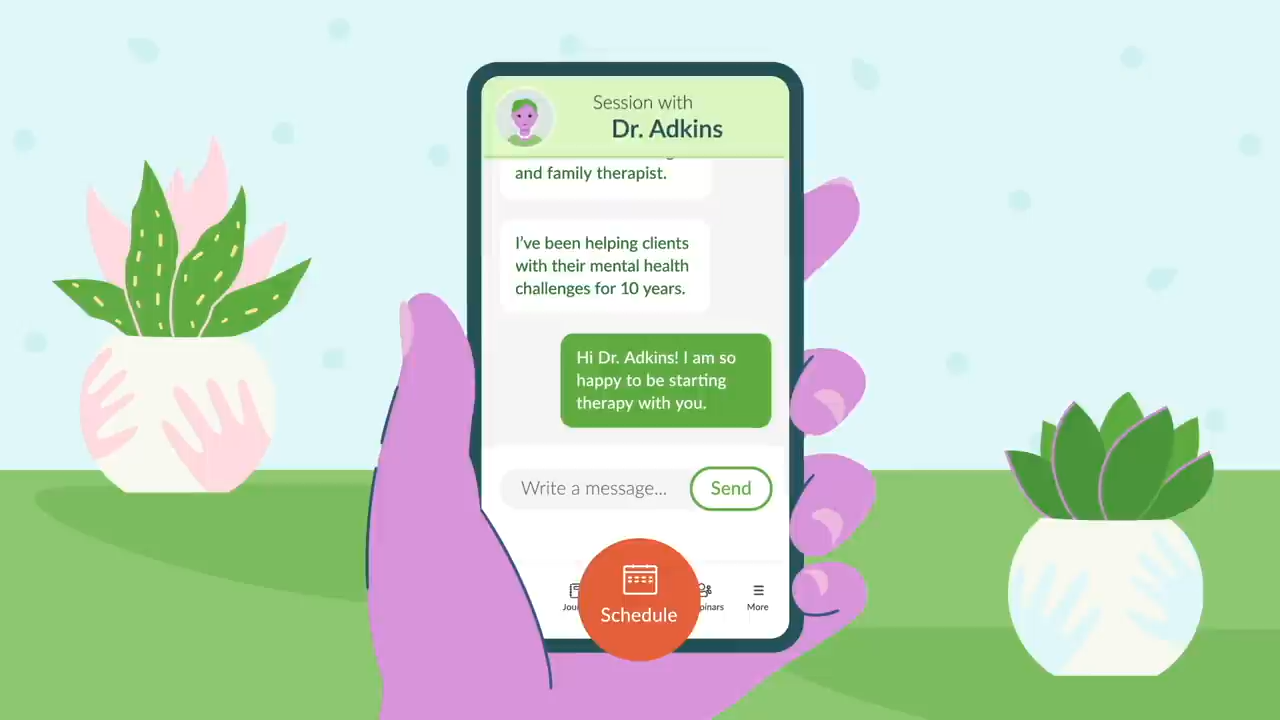 Session with
Dr. Adkins
and family therapist.
I've been helping clients
with their mental health
challenges for 10 years.
Hi Dr. Adkins! I am so
happy to be starting
therapy with you.
Write a message...
Send
Schedule
More